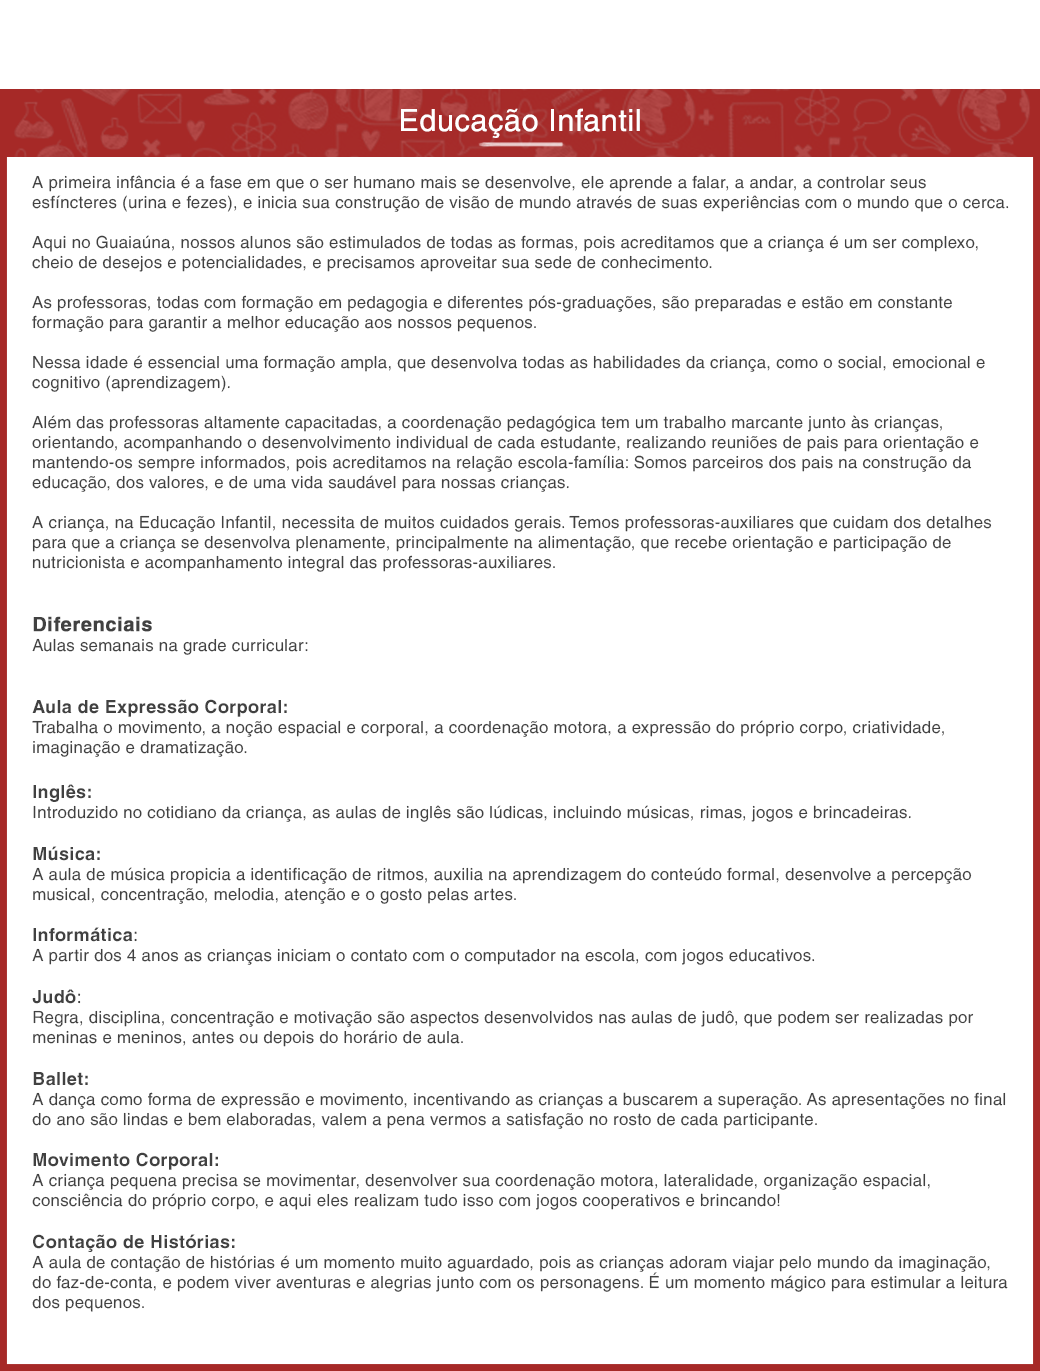 Educação Infantil
A primeira infância é a fase em que o ser humano mais se desenvolve, ele aprende a falar, a andar, a controlar seus
esfíncteres (urina e fezes), e inicia sua construção de visão de mundo através de suas experiências com o mundo que o cerca.
Aqui no Guaiaúna, nossos alunos são estimulados de todas as formas, pois acreditamos que a criança é um ser complexo,
cheio de desejos e potencialidades, e precisamos aproveitar sua sede de conhecimento.
As professoras, todas com formação em pedagogia e diferentes pós-graduações, são preparadas e estão em constante
formação para garantir a melhor educação aos nossos pequenos.
Nessa idade é essencial uma formação ampla, que desenvolva todas as habilidades da criança, como o social, emocional e
cognitivo (aprendizagem).
Além das professoras altamente capacitadas, a coordenação pedagógica tem um trabalho marcante junto às crianças,
orientando, acompanhando o desenvolvimento individual de cada estudante, realizando reuniões de pais para orientação e
mantendo-os sempre informados, pois acreditamos na relação escola-família: Somos parceiros dos pais na construção da
educação, dos valores, e de uma vida saudável para nossas crianças.
A criança, na Educação Infantil, necessita de muitos cuidados gerais. Temos professoras-auxiliares que cuidam dos detalhes
para que a criança se desenvolva plenamente, principalmente na alimentação, que recebe orientação e participação de
nutricionista e acompanhamento integral das professoras-auxiliares.
Diferenciais
Aulas semanais na grade curricular:
Aula de Expressão Corporal:
Trabalha o movimento, a noção espacial e corporal, a coordenação motora, a expressão do próprio corpo, criatividade,
imaginação e dramatização.
Inglês:
Introduzido no cotidiano da criança, as aulas de inglês são lúdicas, incluindo músicas, rimas, jogos e brincadeiras.
Música:
A aula de música propicia a identificação de ritmos, auxilia na aprendizagem do conteúdo formal, desenvolve a percepção
musical, concentração, melodia, atenção e o gosto pelas artes.
Informática:
A partir dos 4 anos as crianças iniciam o contato com o computador na escola, com jogos educativos.
Judô:
Regra, disciplina, concentração e motivação são aspectos desenvolvidos nas aulas de judô, que podem ser realizadas por
meninas e meninos, antes ou depois do horário de aula.
Ballet:
A dança como forma de expressão e movimento, incentivando as crianças a buscarem a superação. As apresentações no final
do ano são lindas e bem elaboradas, valem a pena vermos a satisfação no rosto de cada participante.
Movimento Corporal:
A criança pequena precisa se movimentar, desenvolver sua coordenação motora, lateralidade, organização espacial,
consciência do próprio corpo, e aqui eles realizam tudo isso com jogos cooperativos e brincando!
Contação de Histórias:
A aula de contação de histórias é um momento muito aguardado, pois as crianças adoram viajar pelo mundo da imaginação,
do faz-de-conta, e podem viver aventuras e alegrias junto com os personagens. É um momento mágico para estimular a leitura
dos pequenos.